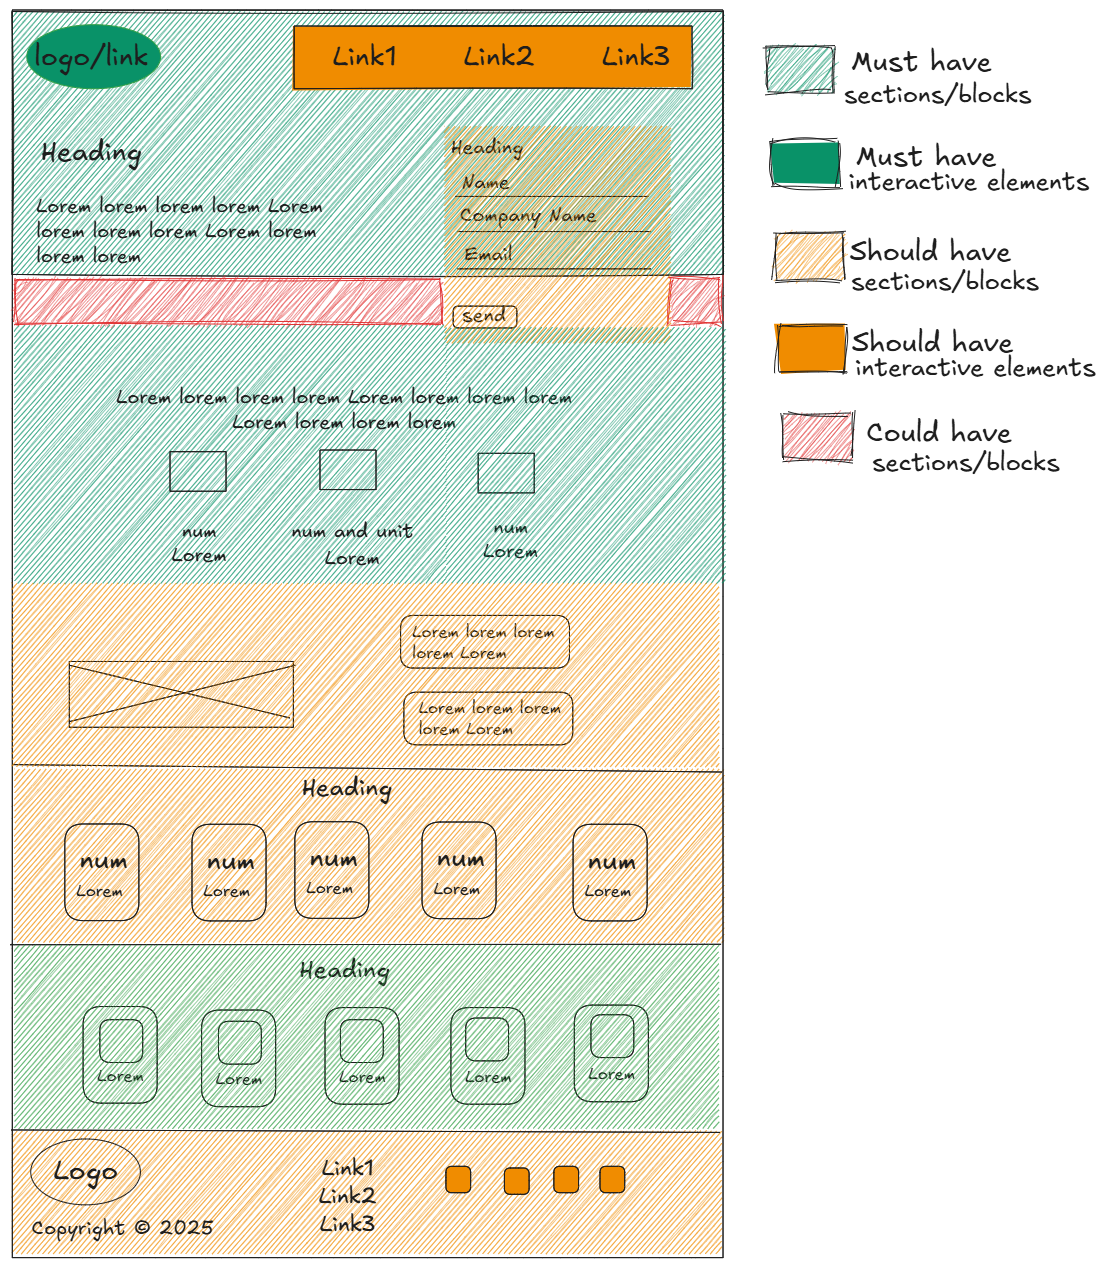 logo/link
Link1
Link2
Link3
Heading
Lorem lorem lorem lorem Lorem
lorem lorem lorem Lorem lorem
lorem lorem
Heading
Name
Company Name
Email
send
Lorem lorem lorem lorem Lorem lorem lorem lorem
Lorem lorem lorem lorem
num
Lorem
num and unit
Lorem
num
Lorem
Lorem lorem lorem
lorem Lorem
Lorem lorem lorem
lorem Lorem
Heading
num
Lorem
num
Lorem
num
Lorem
num
Lorem
num
Lorem
Heading
Lorem
Lorem
Lorem
Lorem
Lorem
Logo
Copyright © 2025
Link1
Link2
Link3
Must have
sections/blocks
Must have
interactive elements
Should have
sections/blocks
Should have
interactive elements
Could have
sections/blocks